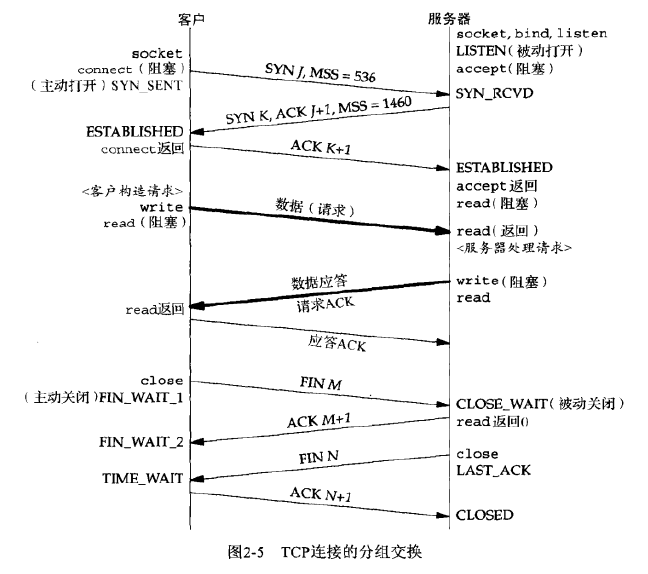 客户
服务器
socket, bind, listen
LISTEN(被动打开)
accept(阻塞)
socket
connect(阻塞)
(主动打开) SYN_SENT
SYN J, MSS = 536
SYN_RCVD
SYN K, ACK J+1, MSS = 1460
ESTABLISHED
connect返回
ACK K+1
ESTABLISHED
accept返回
read(阻塞)
<客户构造请求>
write
read(阻塞)
数据(请求)
read(返回)
<服务器处理请求>
数据应答
请求ACK
write(阻塞)
read
read返回
应答ACK
close
(主动关闭)FIN_WAIT_1
FIN M
CLOSE_WAIT(被动关闭)
read返回0
ACK M+1
FIN_WAIT_2
close
LAST_ACK
FIN N
TIME_WAIT
ACK N+1
CLOSED
图2-5 TCP连接的分组交换